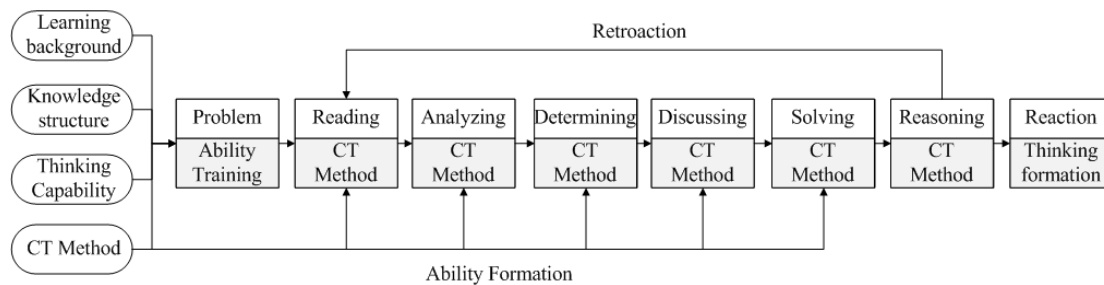 Learning
background
Knowledge
structure
Thinking
Capability
CT Method
Retroaction
Problem
Ability
Training
Reading
CT
Method
Analyzing
CT
Method
Determining
CT
Method
Discussing
CT
Method
Solving
CT
Method
Reasoning
CT
Method
Reaction
Thinking
formation
Ability Formation